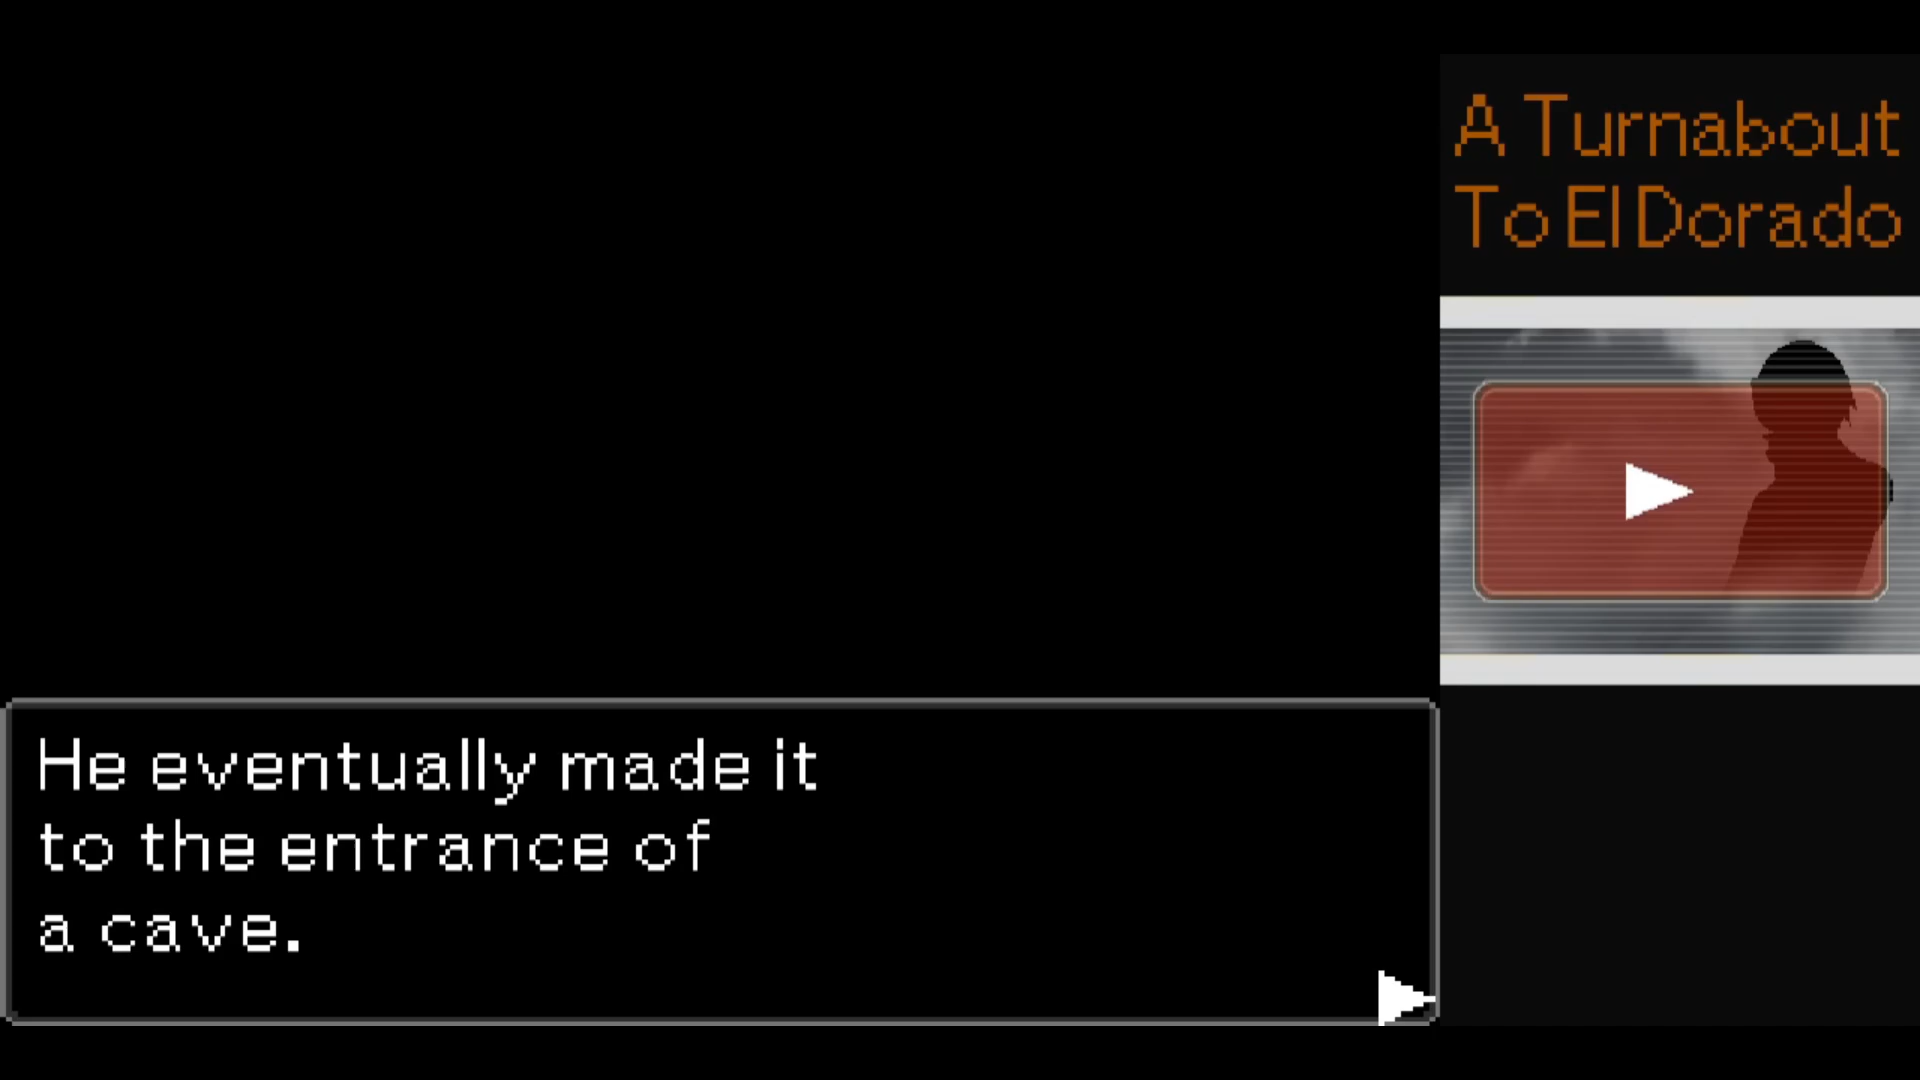 A Turnabout
To El Dorado
He eventually made it
to the entrance of
a cave.